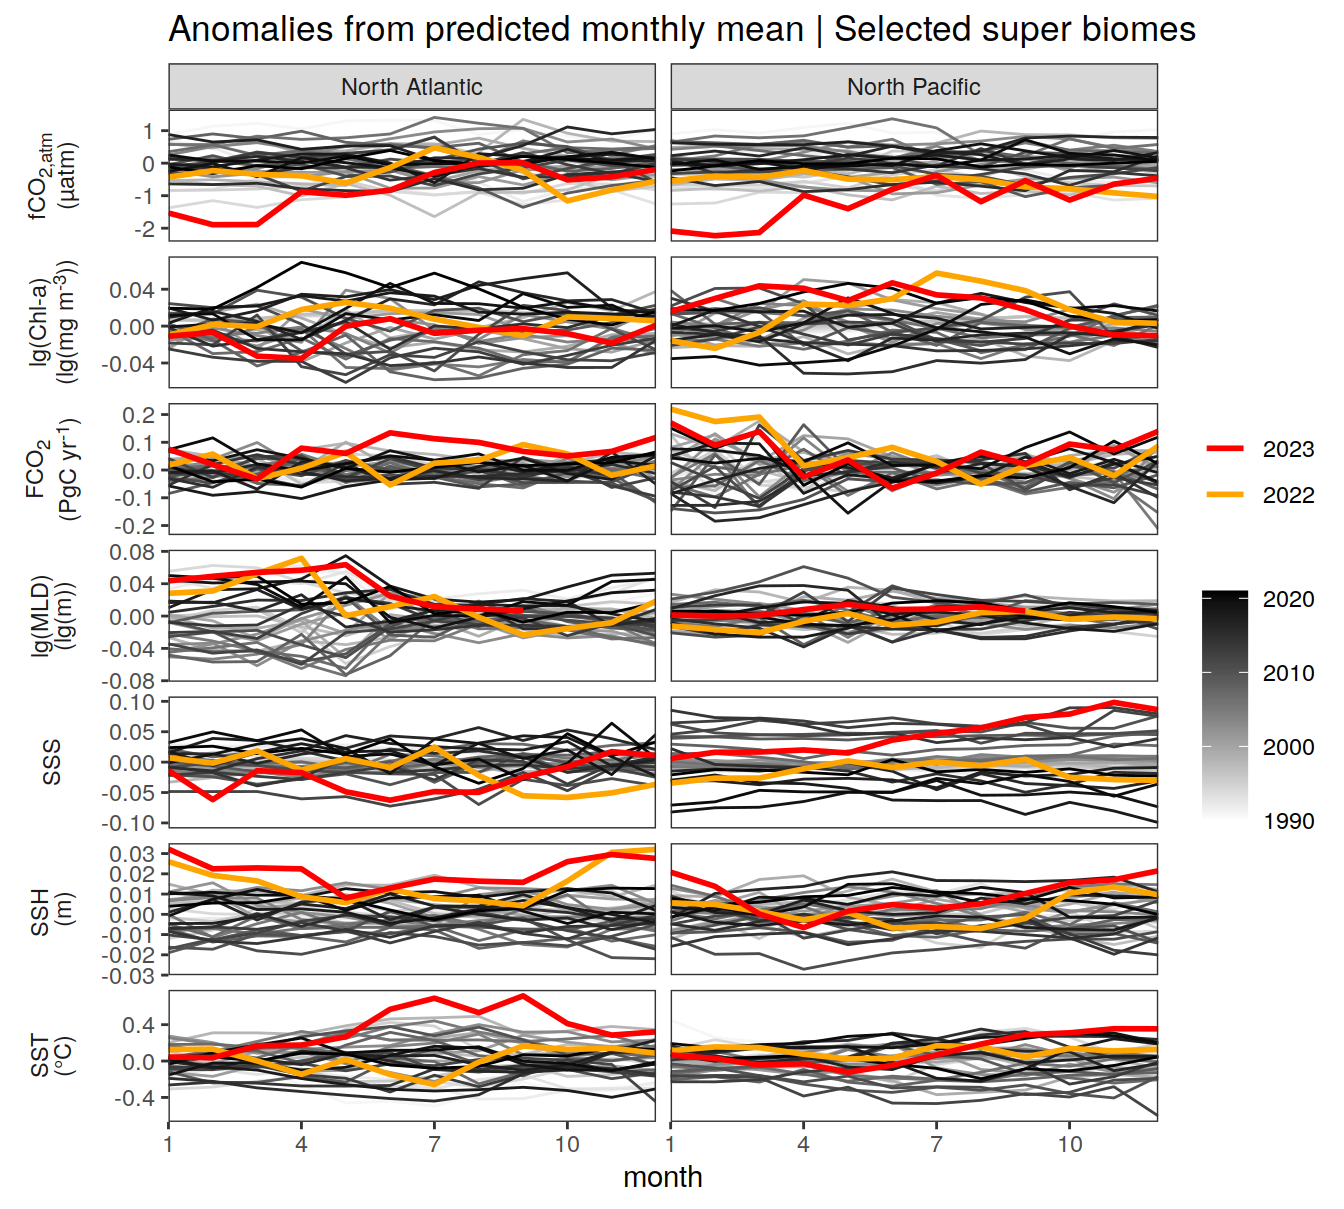 Anomalies from predicted monthly mean | Selected super biomes
North Atlantic
North Pacific
fCO2,atm
(µatm)
1
0
-1
-2
lg(Chl-a)
(lg(mg m-3))
0.04
0.00
-0.04
FCO2
(PgC yr-1)
0.2
0.1
0.0
-0.1
-0.2
lg(MLD)
(lg(m))
0.08
0.04
0.00
-0.04
-0.08
SSS
0.10
0.05
0.00
-0.05
-0.10
SSH
(m)
0.03
0.02
0.01
0.00
-0.01
-0.02
-0.03
SST
(°C)
0.4
0.0
-0.4
1 4 7 10
1 4 7 10
month
2023
2022
2020
2010
2000
1990